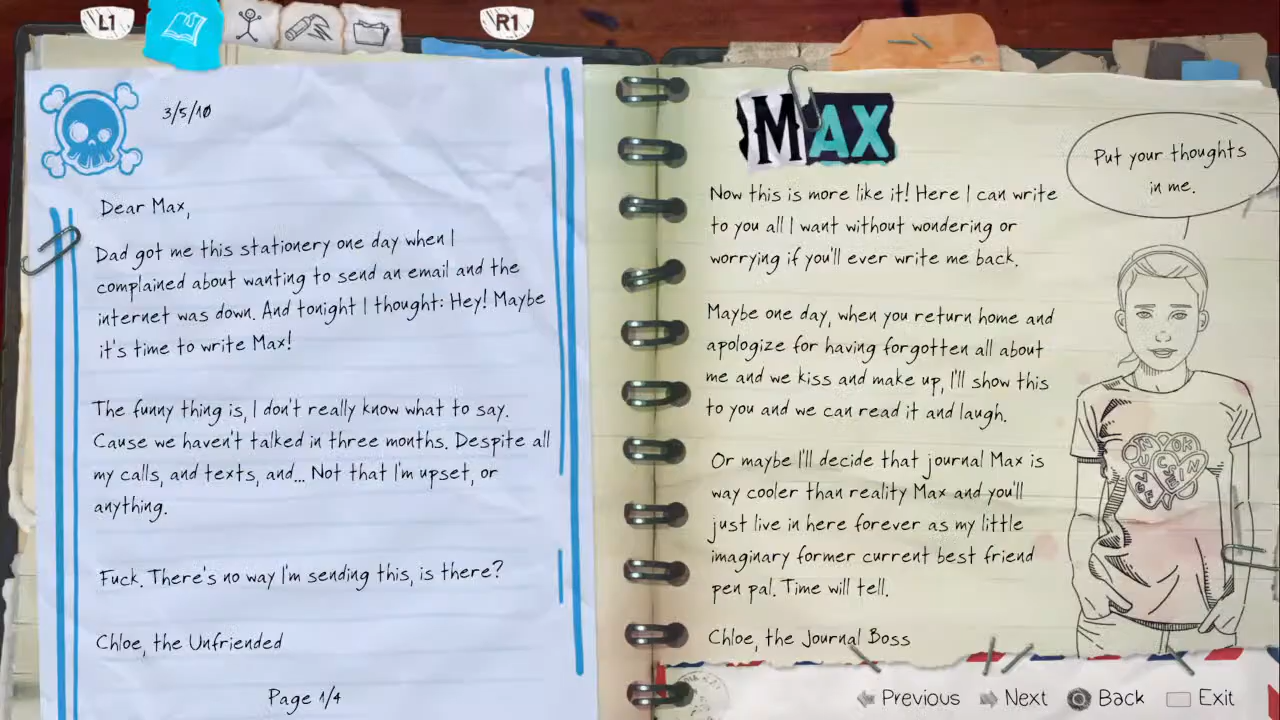 L1
R1
3/5/10
Dear Max,
Dad got me this stationery one day when I
complained about wanting to send an email and the
internet was down. And tonight I thought: Hey! Maybe
it's time to write Max!
The funny thing is, I don't really know what to say.
Cause we haven't talked in three months. Despite all
my calls, and texts, and... Not that I'm upset, or
anything.
Fuck. There's no way I'm sending this, is there?
Chloe, the Unfriended
Page 1/4
MAX
Now this is more like it! Here I can write
to you all I want without wondering or
worrying if you'll ever write me back.
Maybe one day, when you return home and
apologize for having forgotten all about
me and we kiss and make up, I'll show this
to you and we can read it and laugh.
Or maybe I'll decide that journal Max is
way cooler than reality Max and you'll
just live in here forever as my little
imaginary former current best friend
pen pal. Time will tell.
Chloe, the Journal Boss
Put your thoughts
in me.
Previous Next Back Exit